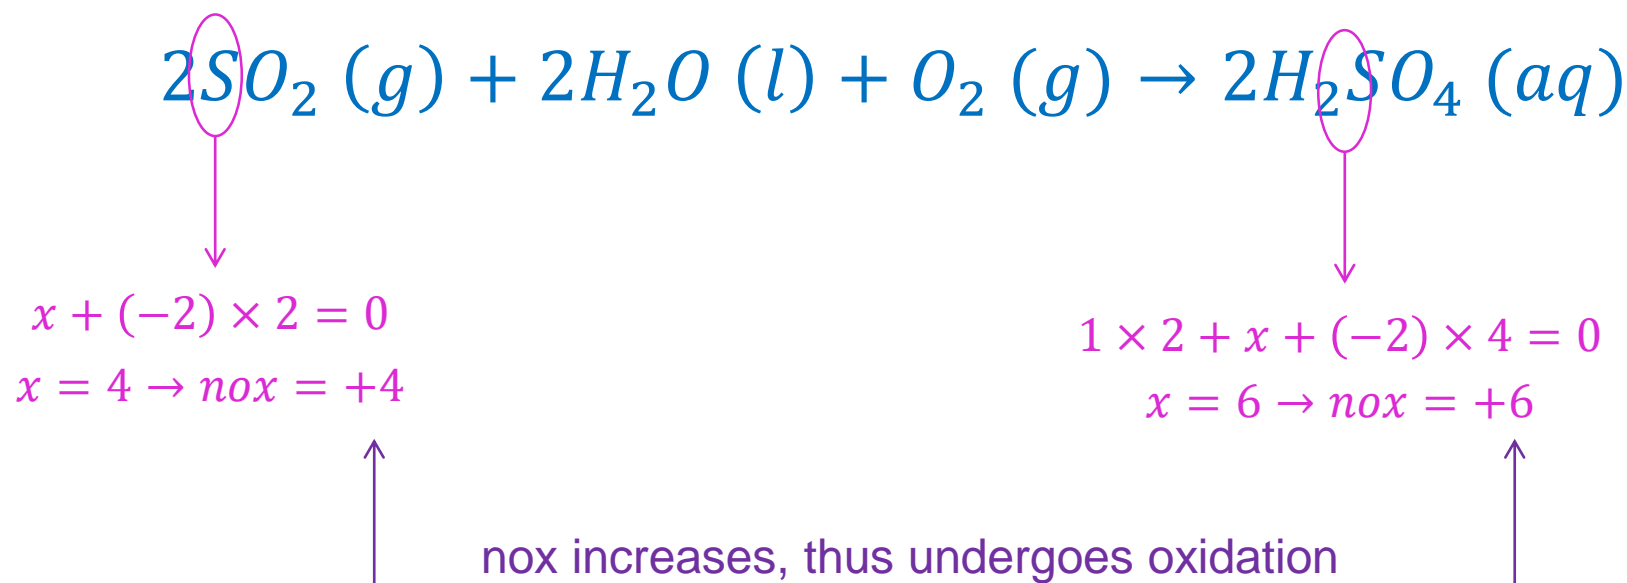 2SO₂ (g) + 2H₂O (l) + O₂ (g) → 2H₂SO₄ (aq)
x + (−2) × 2 = 0
x = 4 → nox = +4
1 × 2 + x + (−2) × 4 = 0
x = 6 → nox = +6
nox increases, thus undergoes oxidation